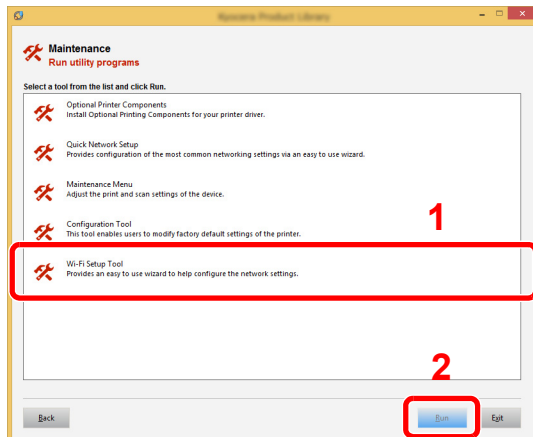 Kyocera Product Library
Maintenance
Run utility programs
Select a tool from the list and click Run.
Optional Printer Components
Install Optional Printing Components for your printer driver.
Quick Network Setup
Provides configuration of the most common networking settings via an easy to use wizard.
Maintenance Menu
Adjust the print and scan settings of the device.
1
Configuration Tool
This tool enables users to modify factory default settings of the printer.
Wi-Fi Setup Tool
Provides an easy to use wizard to help configure the network settings.
2
Back
Run
Exit